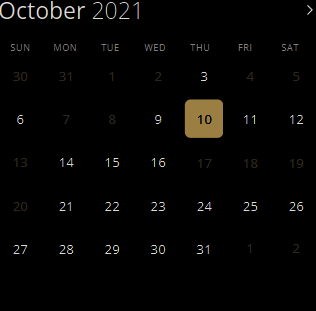 October 2021
SUN MON TUE WED THU FRI SAT
30 31 1 2 3 4 5
6 7 8 9 10 11 12
13 14 15 16 17 18 19
20 21 22 23 24 25 26
27 28 29 30 31 1 2